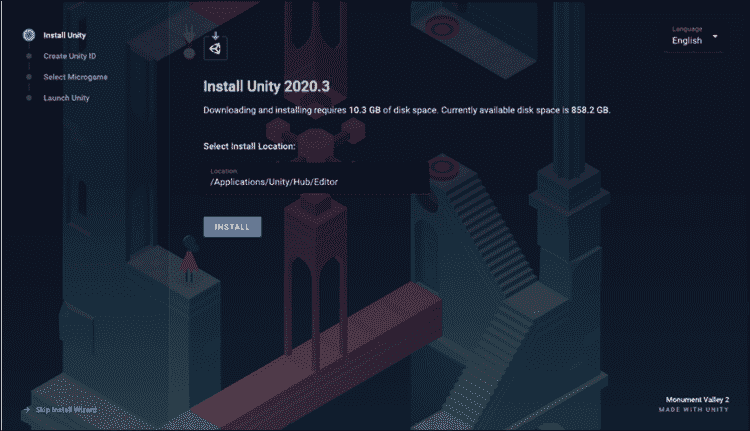 Install Unity
Create Unity ID
Select Microgame
Launch Unity
Language
English
Install Unity 2020.3
Downloading and installing requires 10.3 GB of disk space. Currently available disk space is 858.2 GB.
Select Install Location:
Location
/Applications/Unity/Hub/Editor
INSTALL
Skip Install Wizard
Monument Valley 2
MADE WITH UNITY